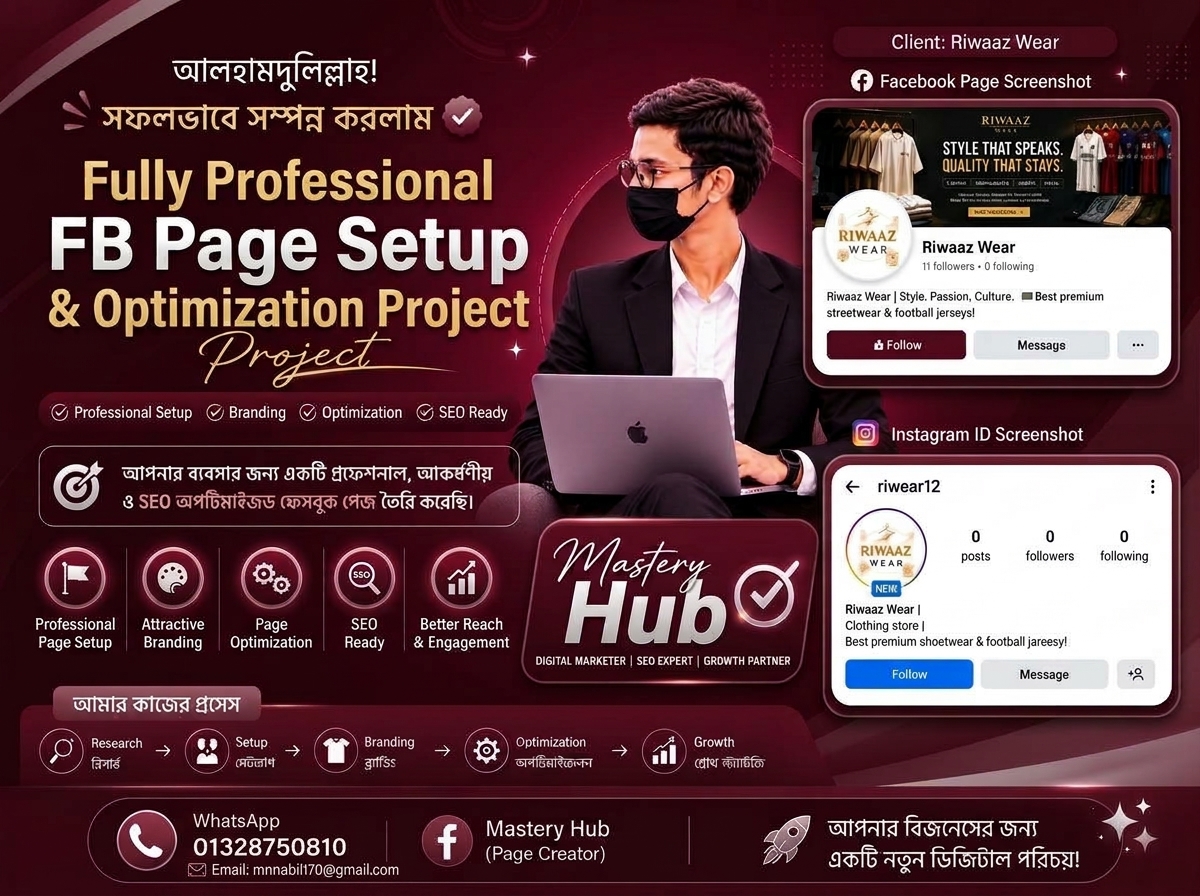 আলহামদুলিল্লাহ!
সফলভাবে সম্পন্ন করলাম
Fully Professional
FB Page Setup
& Optimization Project
Project
Professional Setup Branding Optimization SEO Ready
আপনার ব্যবসার জন্য একটি প্রফেশনাল, আকর্ষণীয়
ও SEO অপটিমাইজড ফেসবুক পেজ তৈরি করেছি।
Professional
Page Setup
Attractive
Branding
Page
Optimization
SSO
SEO
Ready
Better Reach
& Engagement
Mastery
Hub
DIGITAL MARKETER | SEO EXPERT | GROWTH PARTNER
Client: Riwaaz Wear
Facebook Page Screenshot
RIWAAZ
STYLE THAT SPEAKS.
QUALITY THAT STAYS.
RIWAAZ
WEAR
Riwaaz Wear
11 followers • 0 following
Riwaaz Wear | Style. Passion, Culture. Best premium
streetwear & football jerseys!
Follow
Messags
Instagram ID Screenshot
riwear12
RIWAAZ
WEAR
0 posts
0 followers
0 following
Riwaaz Wear |
Clothing store |
Best premium shoetwear & football jareesy!
Follow
Message
আমার কাজের প্রসেস
Research
রিসার্চ
Setup
Branding
Optimization
Growth
গ্রোথ
WhatsApp
01328750810
Email: mnnabil170@gmail.com
Mastery Hub
(Page Creator)
আপনার বিজনেসের জন্য
একটি নতুন ডিজিটাল পরিচয়!